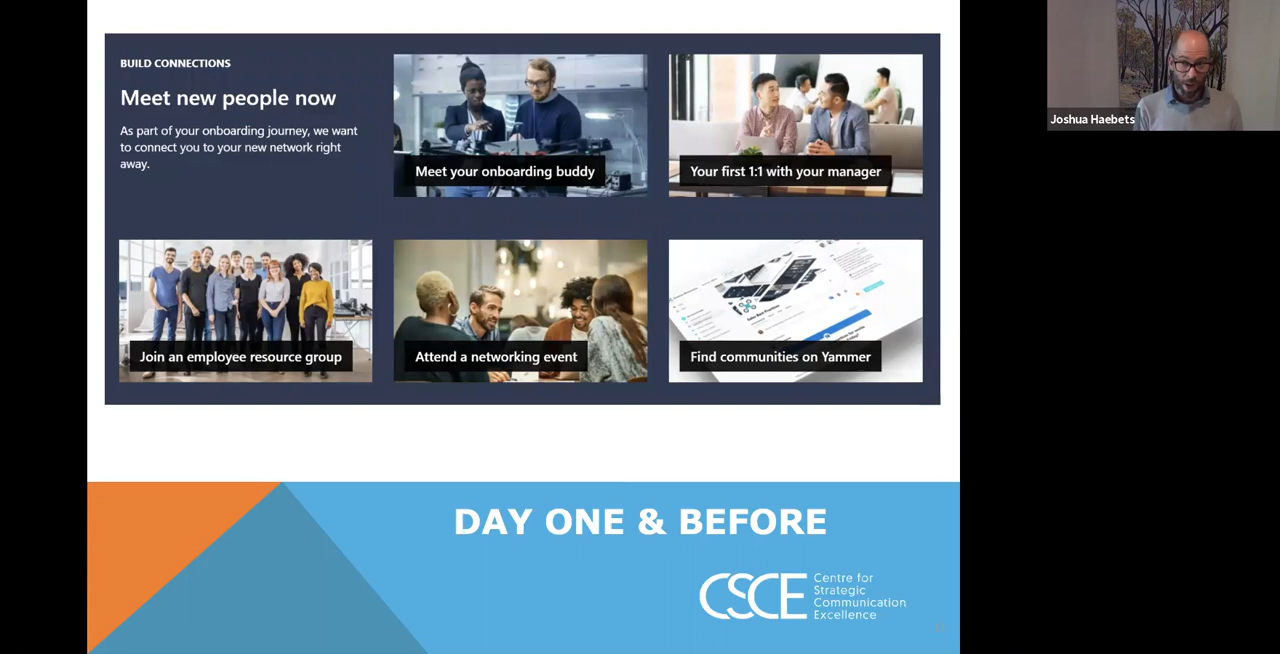 BUILD CONNECTIONS
Meet new people now
As part of your onboarding journey, we want
to connect you to your new network right
away.
Meet your onboarding buddy
Your first 1:1 with your manager
Join an employee resource group
Attend a networking event
Find communities on Yammer
DAY ONE & BEFORE
CSCE
Centre for
Strategic
Communication
Excellence
Joshua Haebets